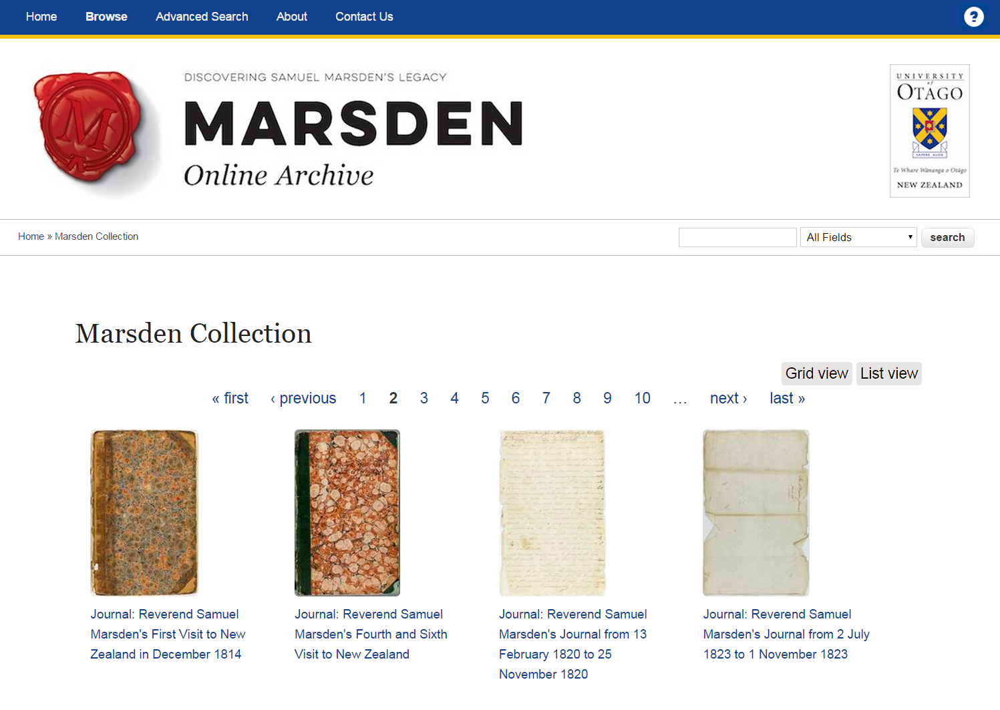 Home Browse Advanced Search About Contact Us ?
DISCOVERING SAMUEL MARSDEN'S LEGACY
MARSDEN
Online Archive
M
UNIVERSITY
of
OTAGO
SAPERE AUDE
Te Whare Wānanga o Otāgo
NEW ZEALAND
Home » Marsden Collection
All Fields
search
Marsden Collection
Grid view List view
« first ‹ previous 1 2 3 4 5 6 7 8 9 10 … next › last »
Journal: Reverend Samuel
Marsden's First Visit to New
Zealand in December 1814
Journal: Reverend Samuel
Marsden's Fourth and Sixth
Visit to New Zealand
Journal: Reverend Samuel
Marsden's Journal from 13
February 1820 to 25
November 1820
Journal: Reverend Samuel
Marsden's Journal from 2 July
1823 to 1 November 1823